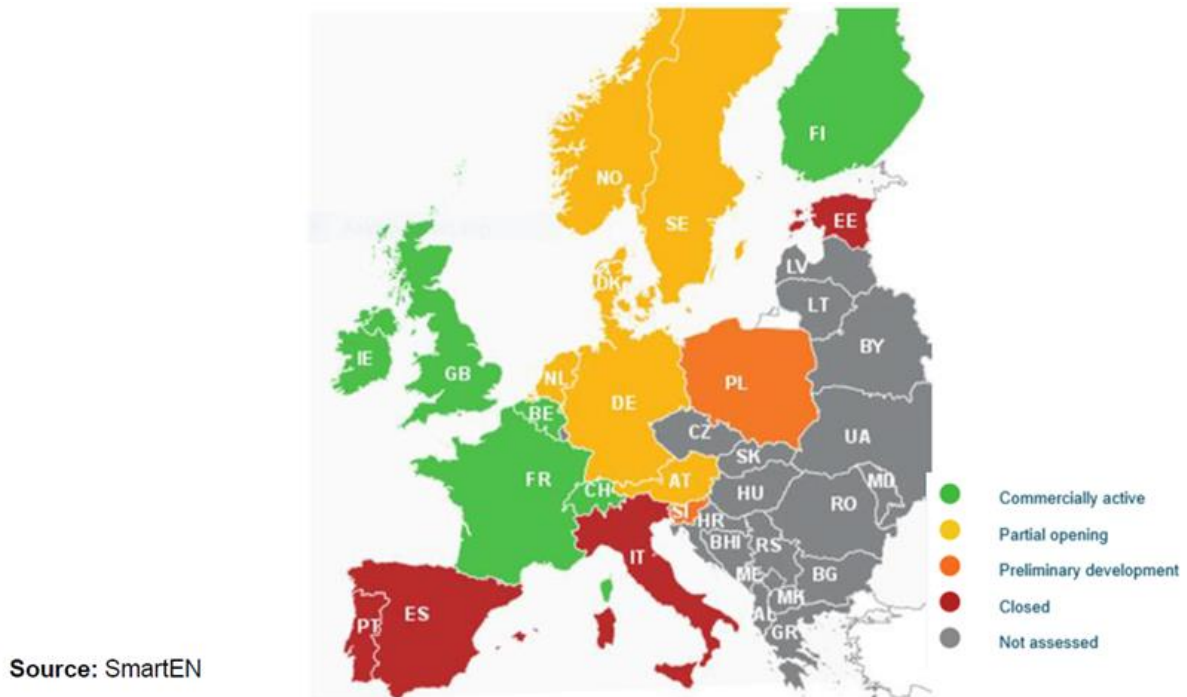 FI
NO
SE
EE
LV
DK
LT
IE
GB
BY
NL
DE
PL
BE
CZ
UA
SK
FR
CH
AT
HU
MD
RO
SI
HR
BHI
RS
IT
ME
BG
MK
AL
PT
ES
GR
Commercially active
Partial opening
Preliminary development
Closed
Not assessed
Source: SmartEN